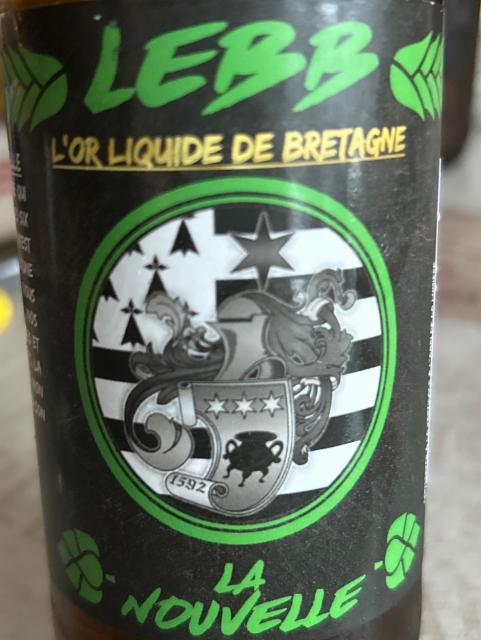 LEBB
L'OR LIQUIDE DE BRETAGNE
1592
LA
NOUVELLE